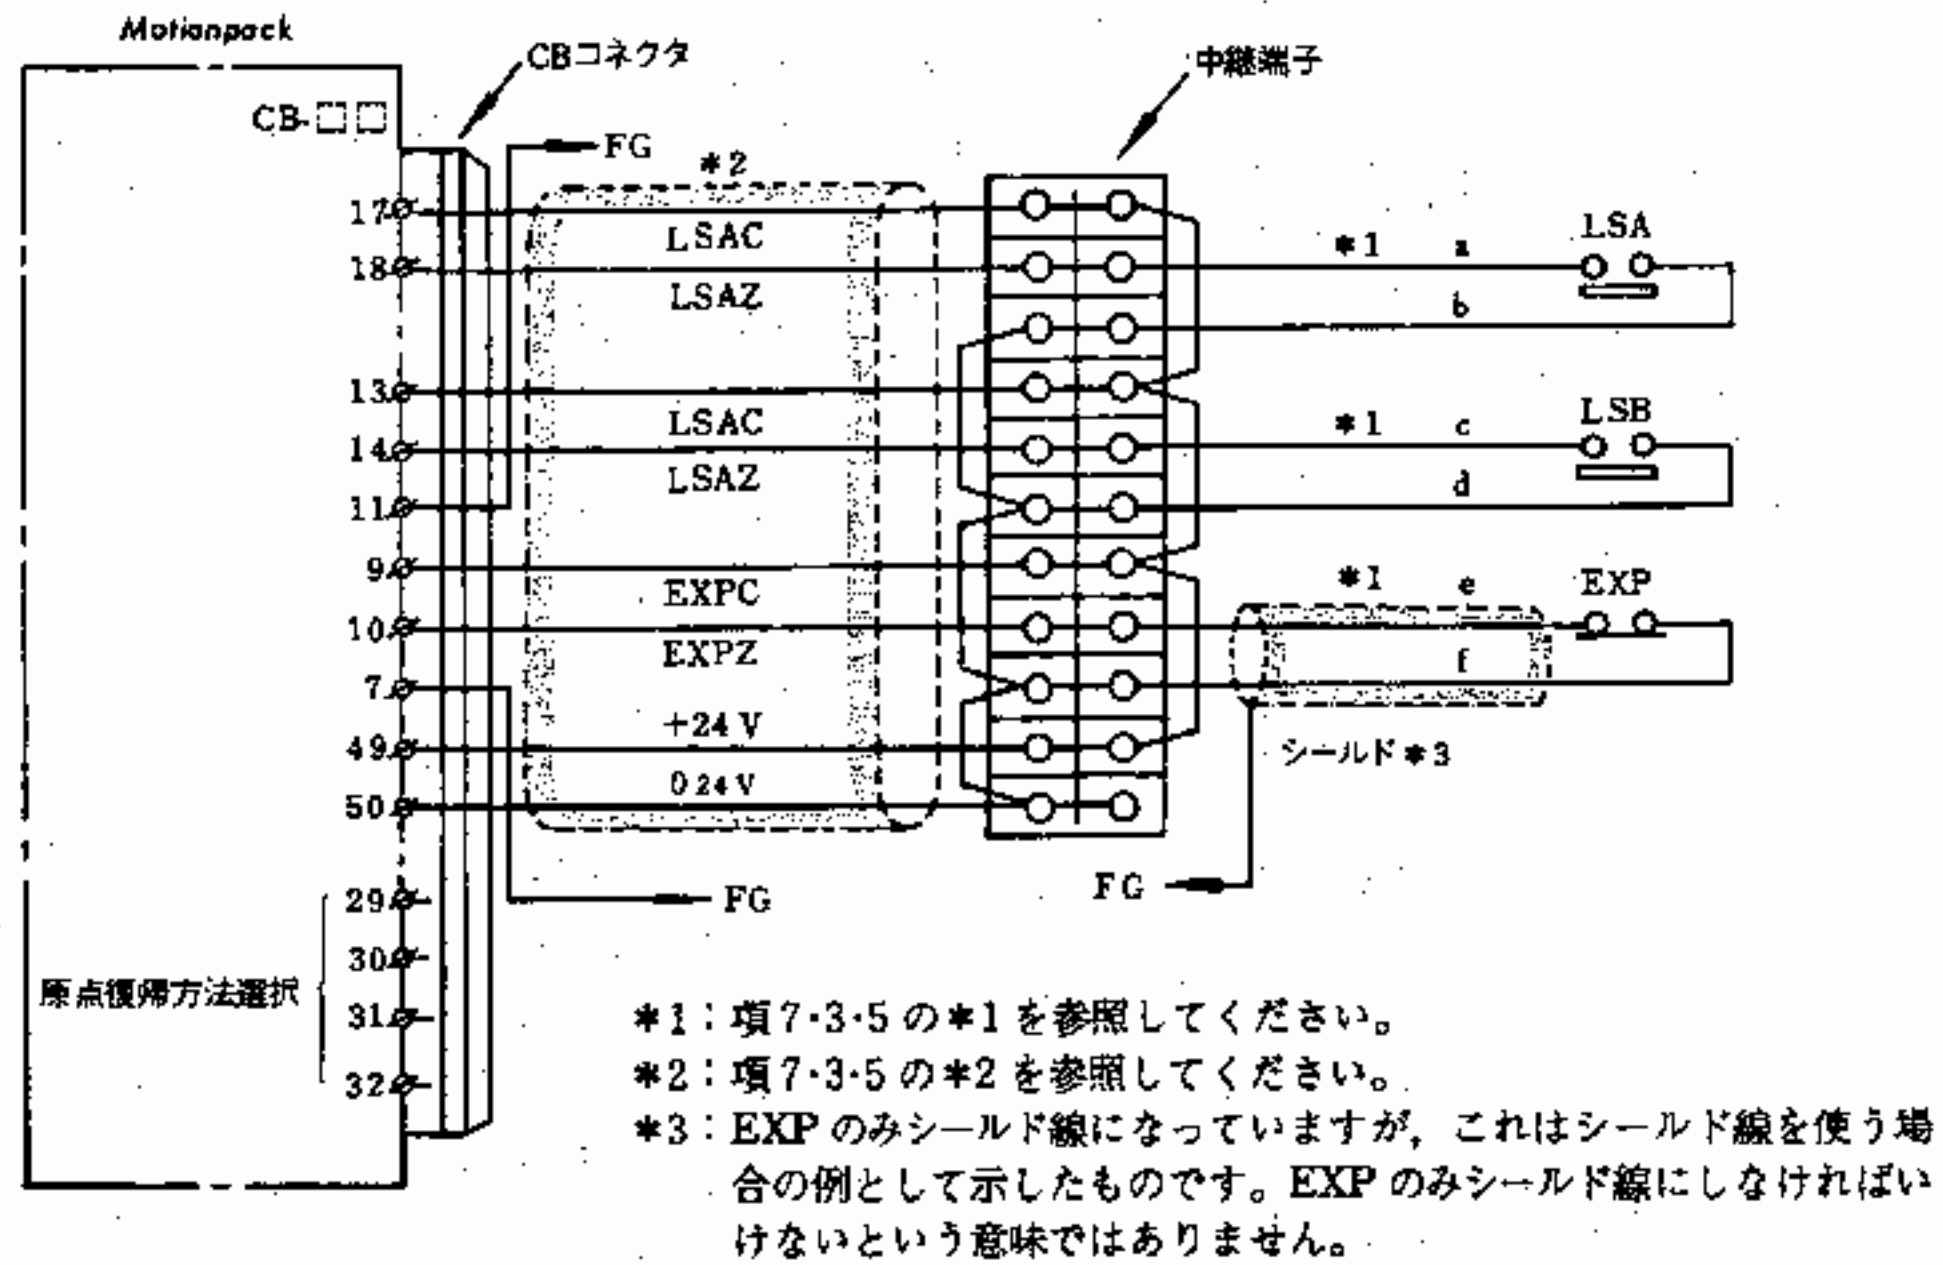 Motionpack
CBコネクタ
中継端子
CB-
FG
*2
17
LSAC
18
LSAZ
*1 a
LSA
b
13
LSAC
14
LSAZ
*1 c
LSB
d
11
9
EXPC
10
EXPZ
*1 e
EXP
f
7
+24V
49
シールド*3
024V
50
FG
FG
29
30
原点復帰方法選択
31
32
*1:項7・3・5の*1を参照してください。
*2:項7・3・5の*2を参照してください。
*3:EXPのみシールド線になっていますが,これはシールド線を使う場
合の例として示したものです。EXPのみシールド線にしなければい
けないという意味ではありません。